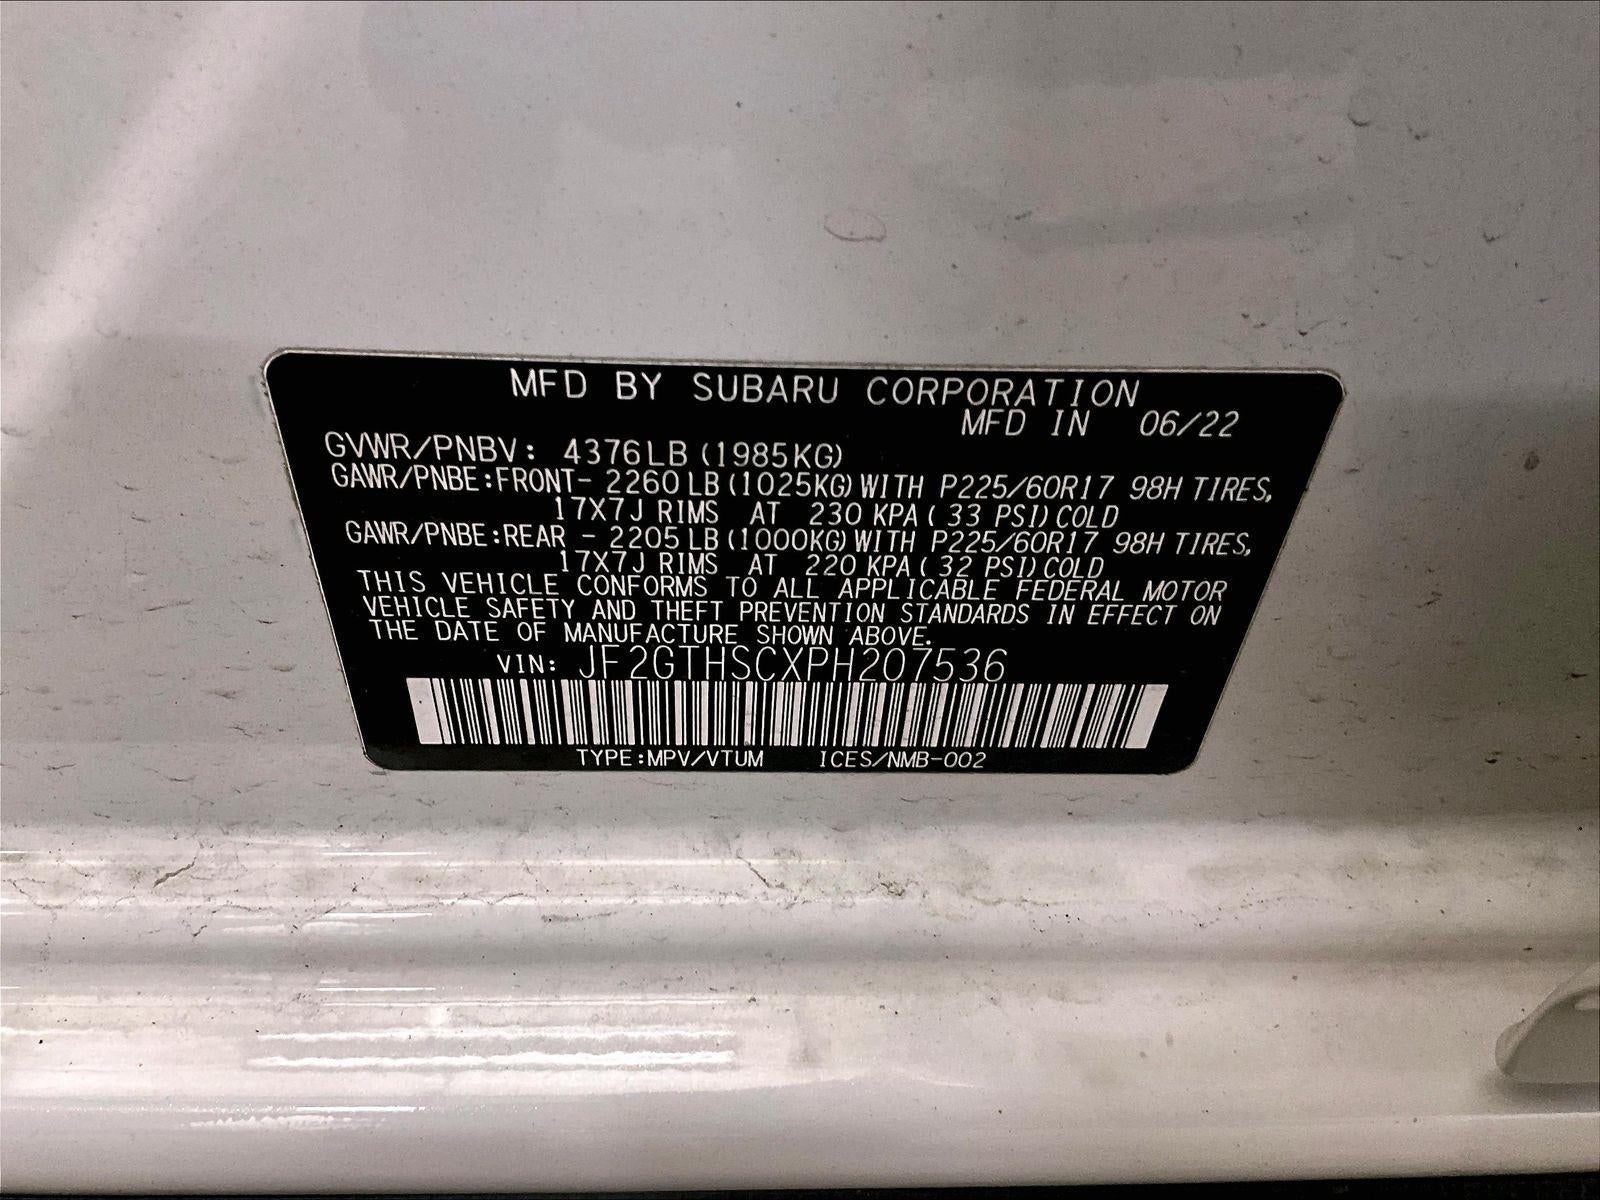 MFD BY SUBARU CORPORATION
MFD IN 06/22
GVWR/PNBV: 4376LB (1985KG)
GAWR/PNBE:FRONT- 2260LB (1025KG) WITH P225/60R17 98H TIRES,
17X7J RIMS AT 230 KPA ( 33 PSI) COLD
GAWR/PNBE:REAR - 2205LB (1000KG) WITH P225/60R17 98H TIRES,
17X7J RIMS AT 220 KPA ( 32 PSI) COLD
THIS VEHICLE CONFORMS TO ALL APPLICABLE FEDERAL MOTOR
VEHICLE SAFETY AND THEFT PREVENTION STANDARDS IN EFFECT ON
THE DATE OF MANUFACTURE SHOWN ABOVE.
VIN: JF2GTHSCXPH207536
TYPE:MPV/VTUM ICES/NMB-002